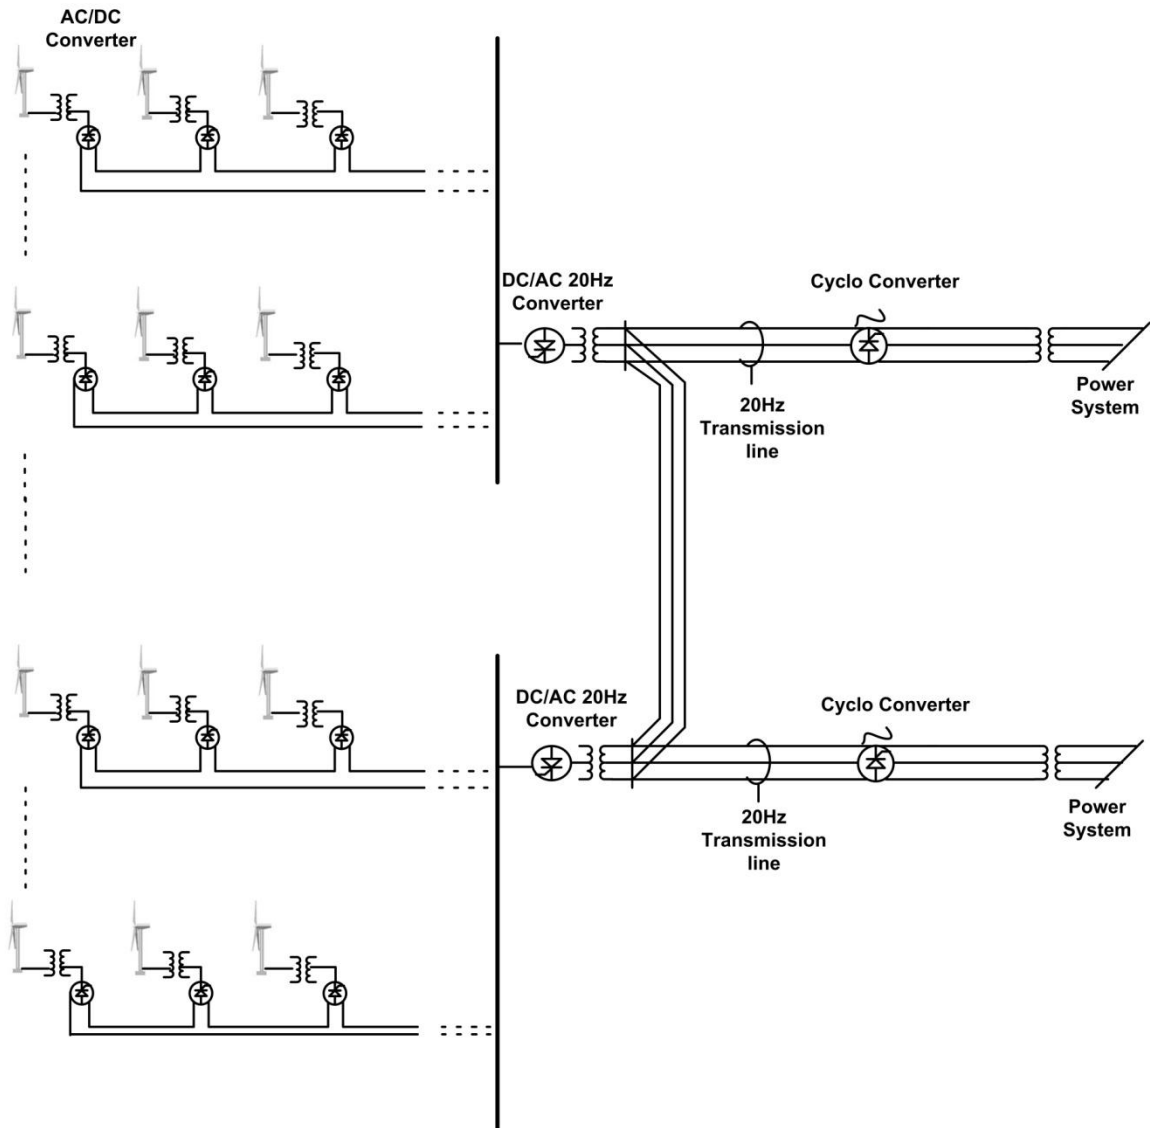 AC/DC
Converter
DC/AC 20Hz
Converter
Cyclo Converter
20Hz
Transmission
line
Power
System
DC/AC 20Hz
Converter
Cyclo Converter
20Hz
Transmission
line
Power
System